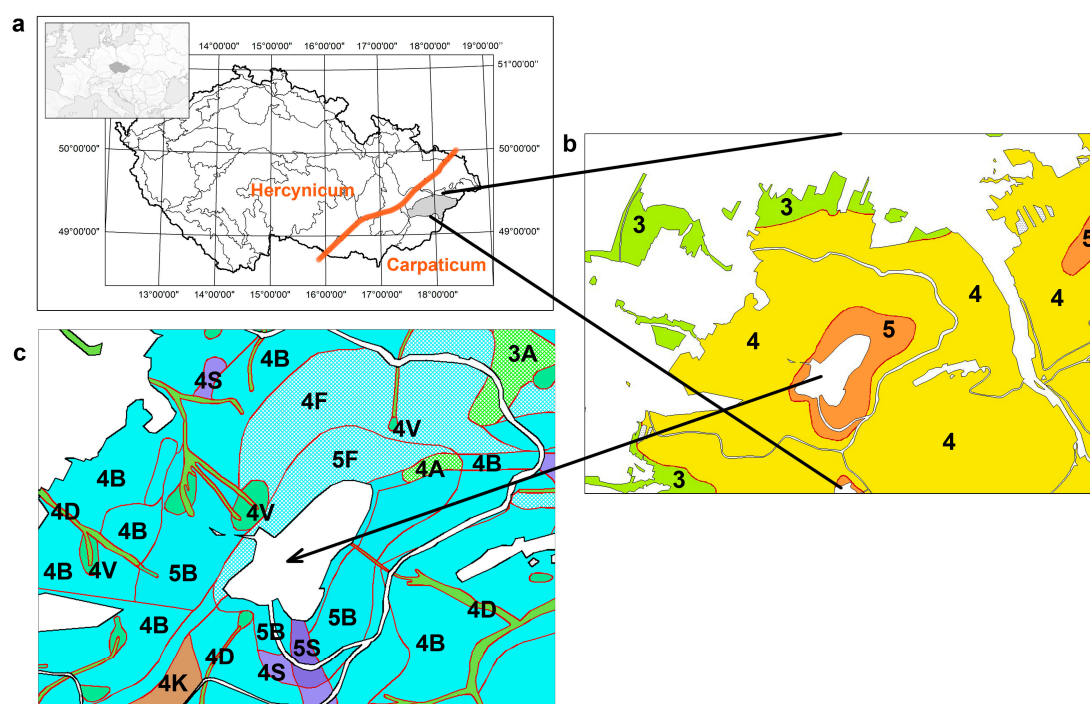 a
14°00'00" 15°00'00" 16°00'00" 17°00'00" 18°00'00" 19°00'00"
51°00'00"
50°00'00" 50°00'00"
Hercynicum
49°00'00" 49°00'00"
Carpaticum
13°00'00" 14°00'00" 15°00'00" 16°00'00" 17°00'00" 18°00'00"
b
3
3
5
4
4
4
5
4
3
c
4B
3A
4S
4F
4V
5F
4B
4A
4B
4D
4V
4B
4B
4V
5B
4D
4B
5B
5B
4B
5S
4D
4S
4K